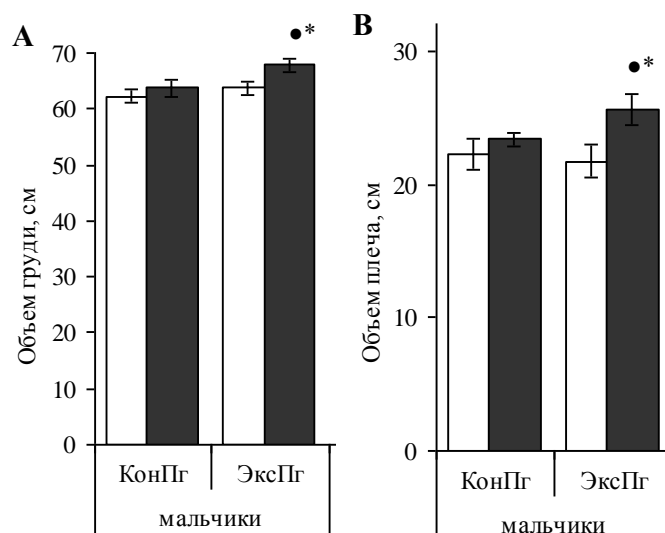 А
●*
Объем груди, см
70
60
50
40
30
20
10
0
КонПг ЭксПг
мальчики
В
●*
Объем плеча, см
30
20
10
0
КонПг ЭксПг
мальчики